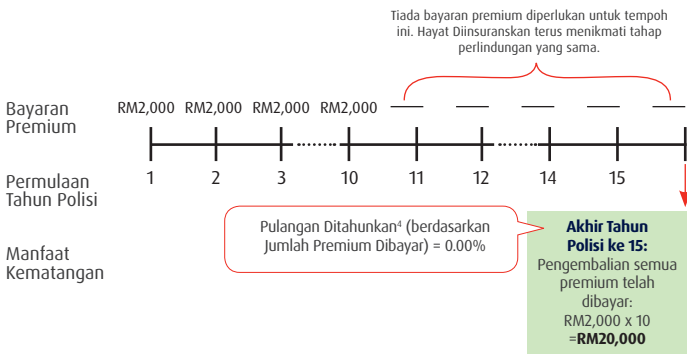 Tiada bayaran premium diperlukan untuk tempoh
ini. Hayat Diinsuranskan terus menikmati tahap
perlindungan yang sama.
Bayaran
Premium
RM2,000 RM2,000 RM2,000 RM2,000
Permulaan
Tahun Polisi
1 2 3 10 11 12 14 15
Manfaat
Kematangan
Pulangan Ditahunkan⁴ (berdasarkan
Jumlah Premium Dibayar) = 0.00%
Akhir Tahun
Polisi ke 15:
Pengembalian semua
premium telah
dibayar:
RM2,000 x 10
=RM20,000